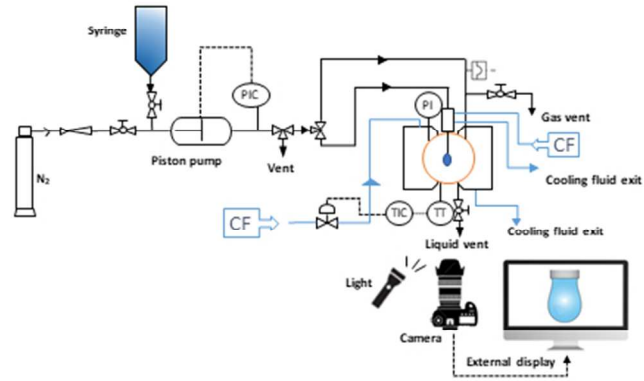 Syringe
PIC
PI
Gas vent
N₂
Piston pump
Vent
CF
Cooling fluid exit
CF
TIC
TT
Cooling fluid exit
Liquid vent
Light
Camera
External display